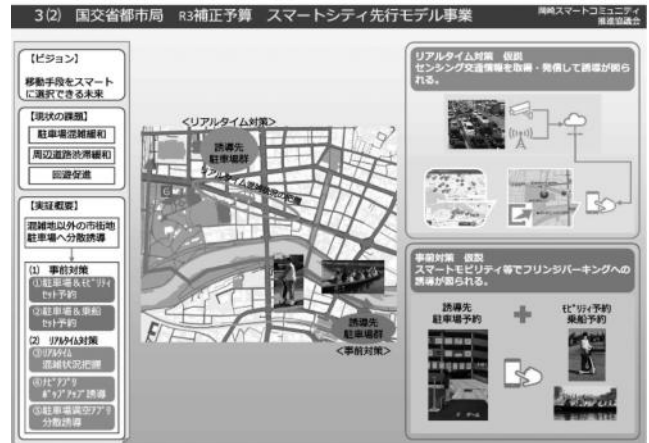 3⑵ 国交省都市局 R3補正予算 スマートシティ先行モデル事業
岡崎スマートコミュニティ
推進協議会
【ビジョン】
移動手段をスマート
に選択できる未来
【現状の課題】
駐車場混雑緩和
周辺道路渋滞緩和
回遊促進
【実証概要】
混雑地以外の市街地
駐車場へ分散誘導
(1) 事前対策
①駐車場&モビリティ
セット予約
②駐車場&乗船
セット予約
(2) リアルタイム対策
③リアルタイム
混雑状況把握
④ナビアプリ
ポップアップ誘導
⑤駐車場満空アプリ
分散誘導
<リアルタイム対策>
誘導先
駐車場群
リアルタイム混雑状況の把握
誘導先
駐車場群
<事前対策>
リアルタイム対策 仮説
センシング交通情報を取得・発信して誘導が図ら
れる。
事前対策 仮説
スマートモビリティ等でフリンジパーキングへの
誘導が図られる。
誘導先
駐車場予約
モビリティ予約
乗船予約